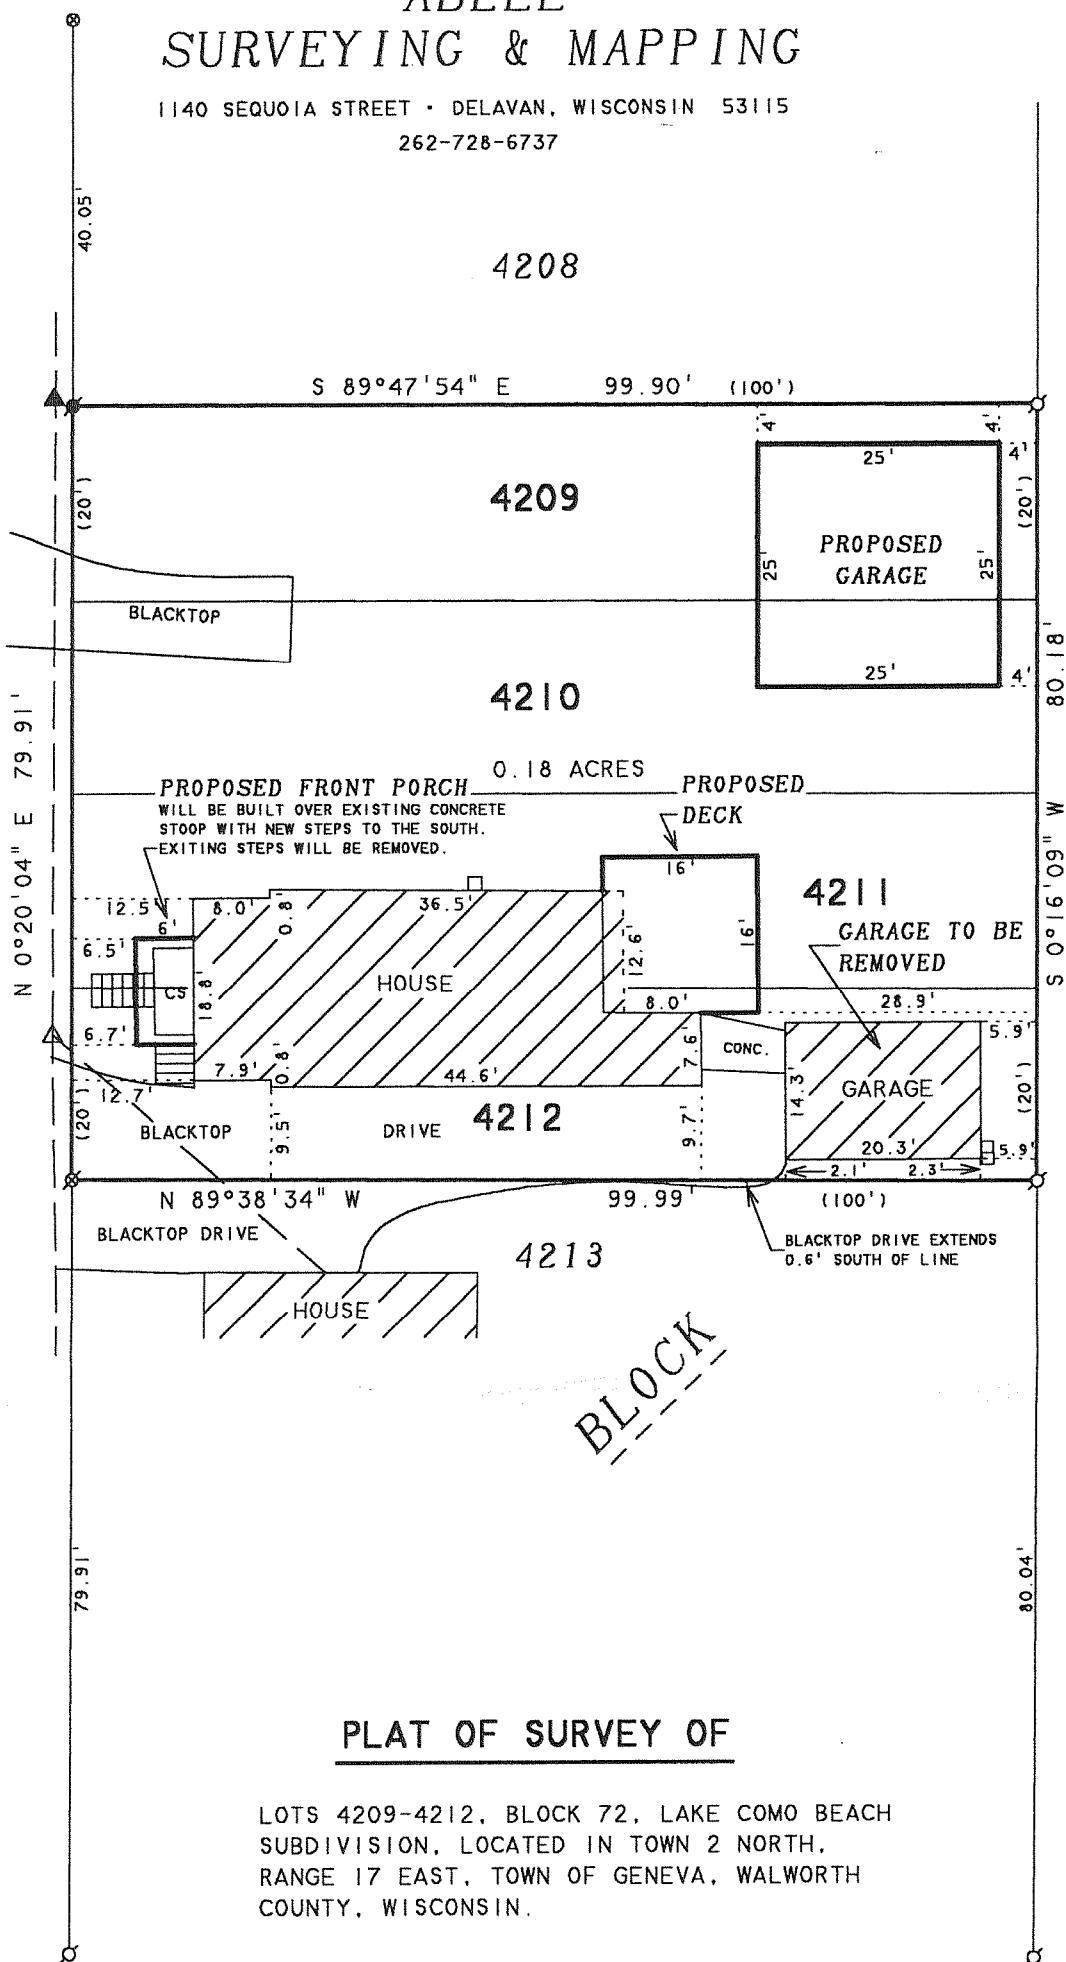 SURVEYING & MAPPING
1140 SEQUOIA STREET · DELAVAN, WISCONSIN 53115
262-728-6737
40.05'
4208
S 89°47'54" E 99.90' (100')
4' 4'
25' 4'
(20') 4209 (20')
PROPOSED
GARAGE
25' 25'
BLACKTOP
25' 4'
4210
80.18'
N 0°20'04" E 79.91'
S 0°16'09" W
0.18 ACRES
PROPOSED FRONT PORCH
WILL BE BUILT OVER EXISTING CONCRETE
STOOP WITH NEW STEPS TO THE SOUTH.
EXITING STEPS WILL BE REMOVED.
PROPOSED
DECK
16'
4211
12.5' 8.0' 0.8' 36.5'
6'
6.5'
12.6' 16'
GARAGE TO BE
REMOVED
HOUSE
CS 18.8'
8.0' 28.9'
6.7' 5.9'
7.6' CONC.
7.9' 0.8' 44.6'
14.3' GARAGE
12.7'
(20') (20')
BLACKTOP 9.5' DRIVE 4212 9.7'
20.3' 5.9'
2.1' 2.3'
N 89°38'34" W 99.99' (100')
BLACKTOP DRIVE
BLACKTOP DRIVE EXTENDS
0.6' SOUTH OF LINE
4213
HOUSE
BLOCK
79.91' 80.04'
PLAT OF SURVEY OF
LOTS 4209-4212, BLOCK 72, LAKE COMO BEACH
SUBDIVISION, LOCATED IN TOWN 2 NORTH,
RANGE 17 EAST, TOWN OF GENEVA, WALWORTH
COUNTY, WISCONSIN.